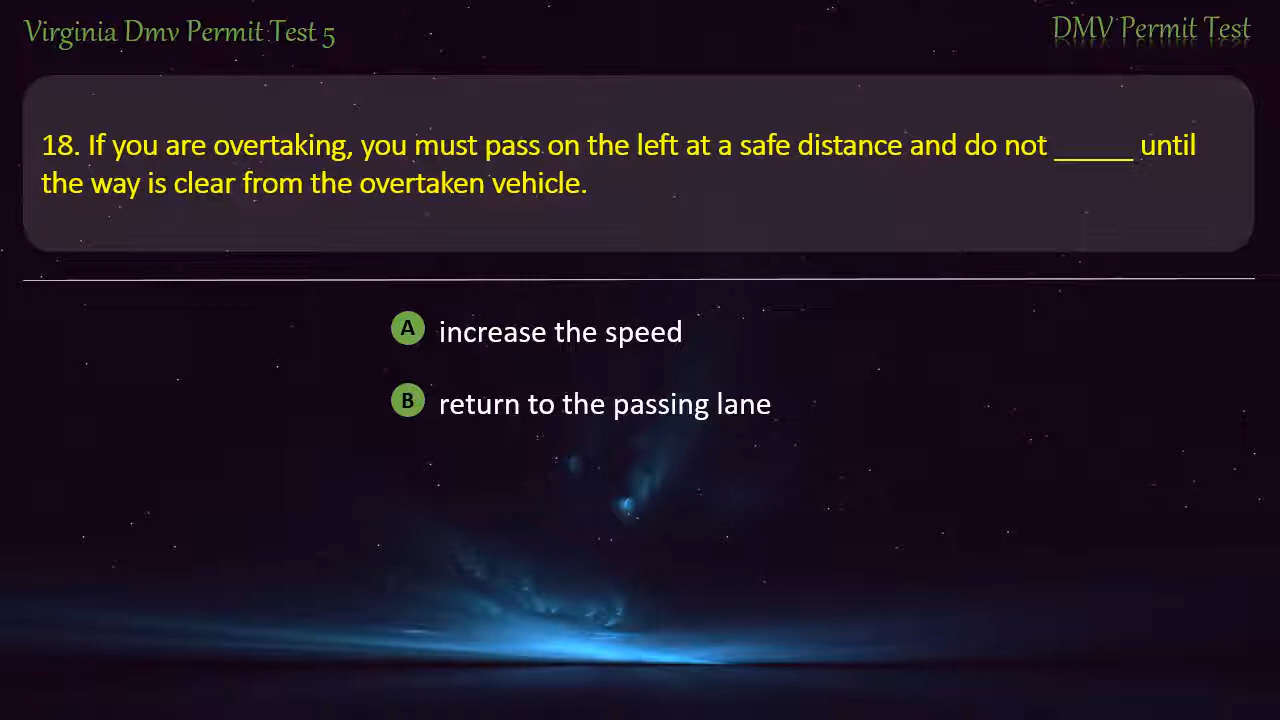 Virginia Dmv Permit Test 5
DMV Permit Test
18. If you are overtaking, you must pass on the left at a safe distance and do not _____ until
the way is clear from the overtaken vehicle.
A increase the speed
B return to the passing lane